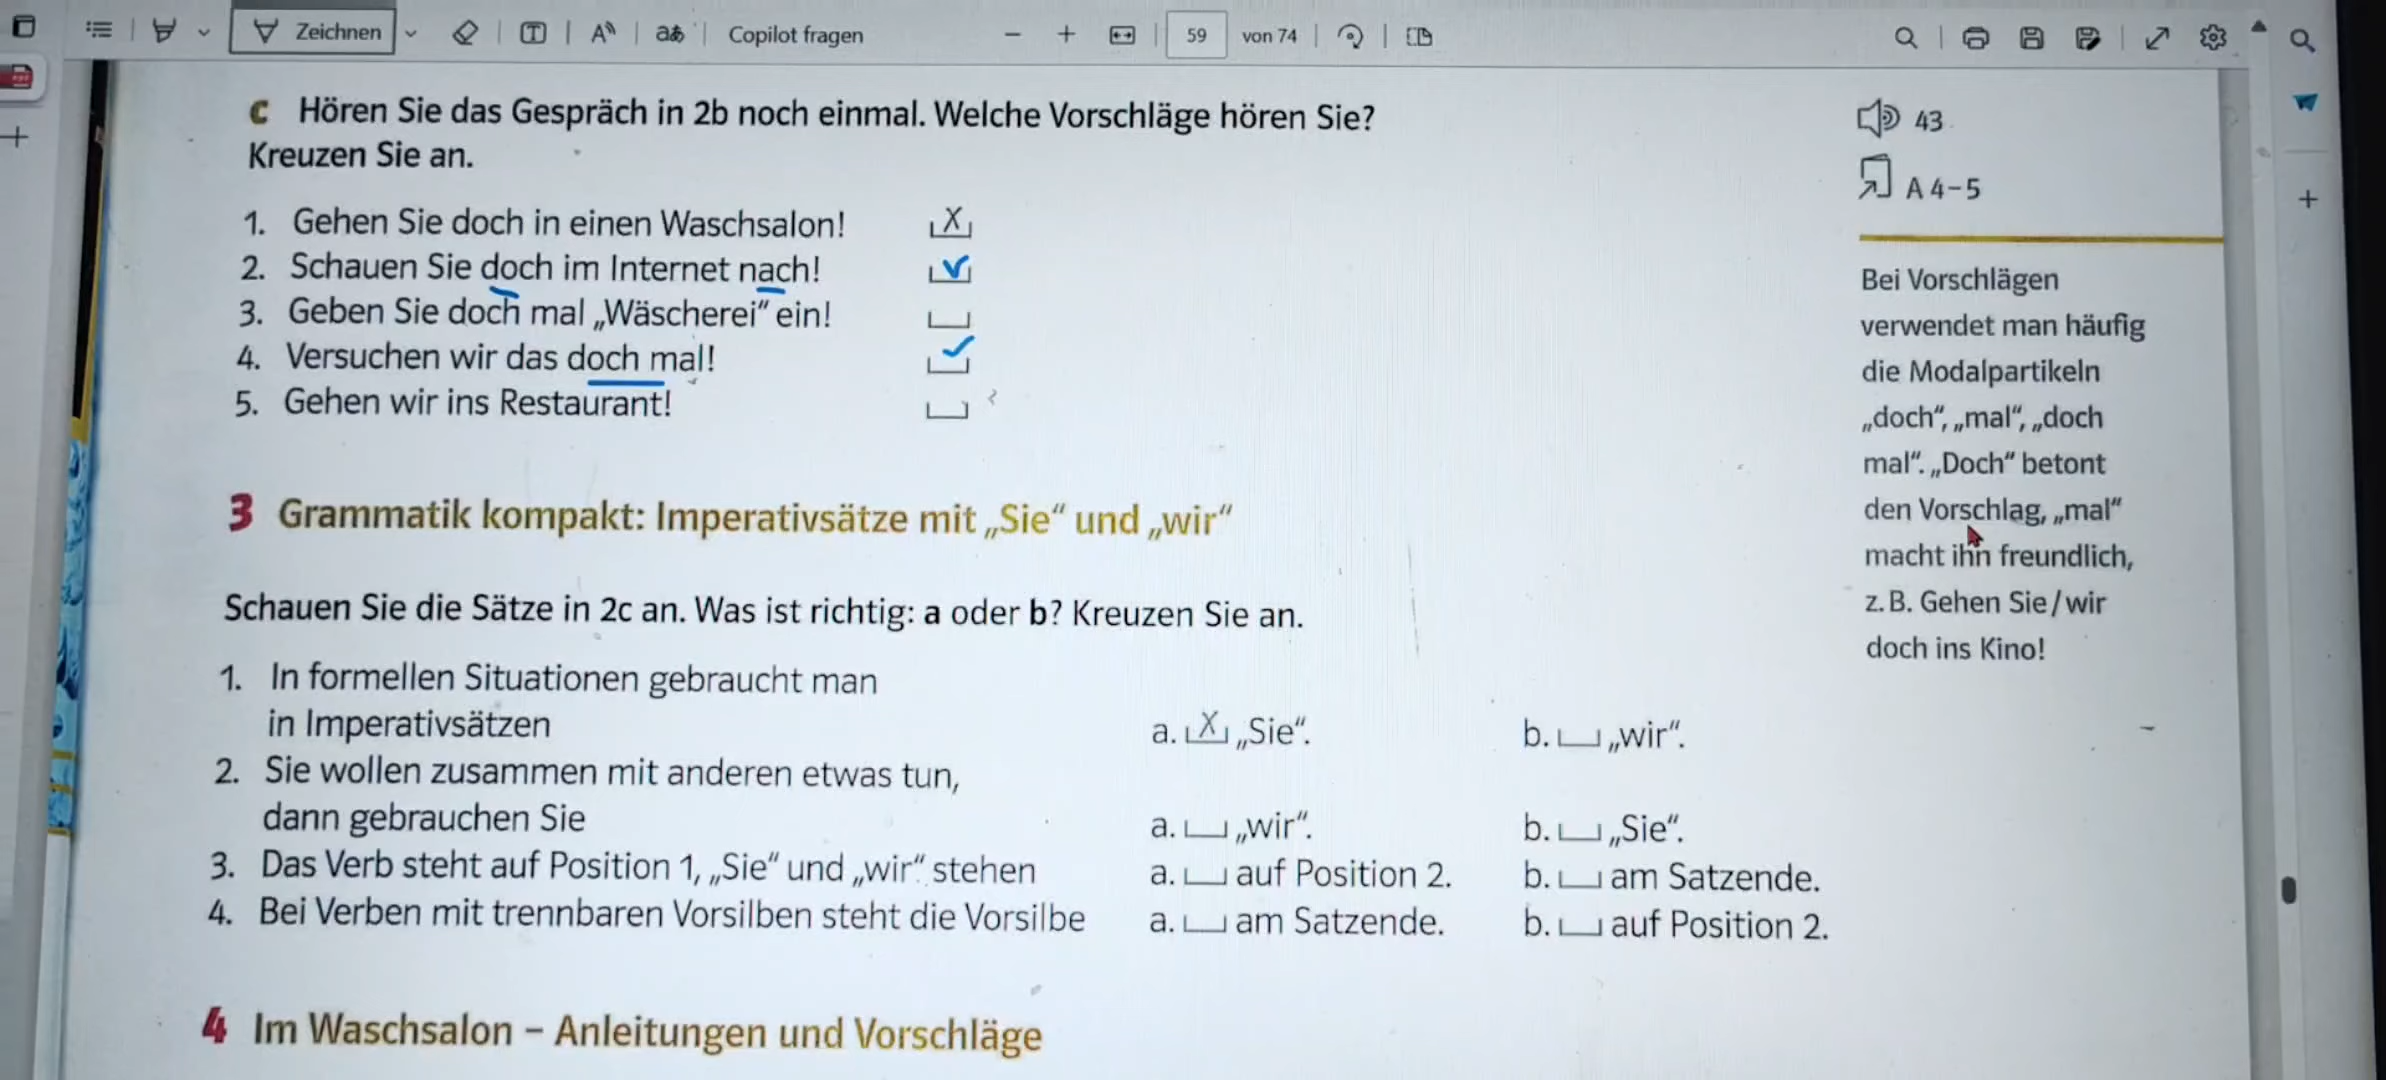 Zeichnen
Copilot fragen
59 von 74
c Hören Sie das Gespräch in 2b noch einmal. Welche Vorschläge hören Sie?
Kreuzen Sie an.
1. Gehen Sie doch in einen Waschsalon! X
2. Schauen Sie doch im Internet nach!
3. Geben Sie doch mal „Wäscherei“ ein!
4. Versuchen wir das doch mal!
5. Gehen wir ins Restaurant!
43
A 4–5
Bei Vorschlägen
verwendet man häufig
die Modalpartikeln
„doch“, „mal“, „doch
mal“. „Doch“ betont
den Vorschlag, „mal“
macht ihn freundlich,
z. B. Gehen Sie / wir
doch ins Kino!
3 Grammatik kompakt: Imperativsätze mit „Sie“ und „wir“
Schauen Sie die Sätze in 2c an. Was ist richtig: a oder b? Kreuzen Sie an.
1. In formellen Situationen gebraucht man
in Imperativsätzen a. X „Sie“. b. „wir“.
2. Sie wollen zusammen mit anderen etwas tun,
dann gebrauchen Sie a. „wir“. b. „Sie“.
3. Das Verb steht auf Position 1, „Sie“ und „wir“ stehen a. auf Position 2. b. am Satzende.
4. Bei Verben mit trennbaren Vorsilben steht die Vorsilbe a. am Satzende. b. auf Position 2.
4 Im Waschsalon – Anleitungen und Vorschläge